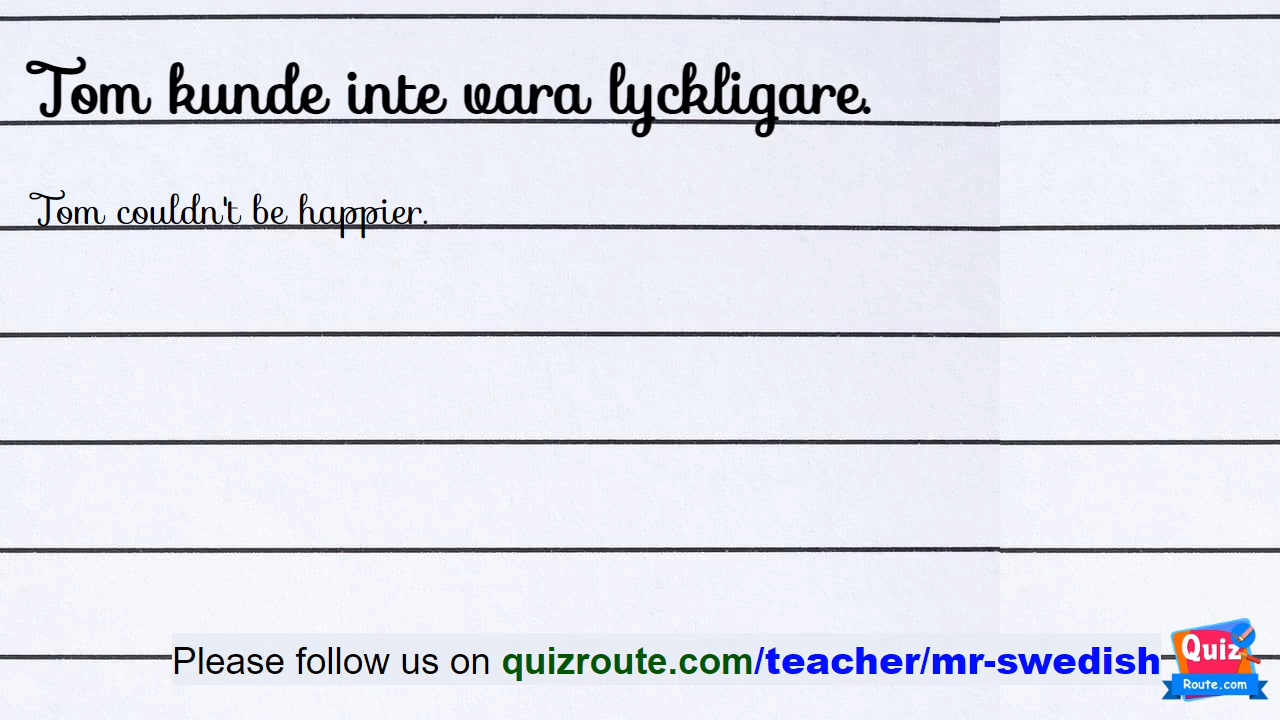 Tom kunde inte vara lyckligare.
Tom couldn't be happier.
Please follow us on quizroute.com/teacher/mr-swedish
Quiz
Route.com